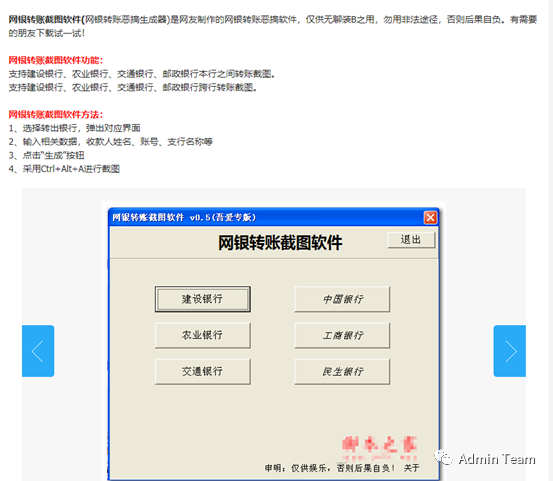 网银转账截图软件(网银转账恶搞生成器)是网友制作的网银转账恶搞软件，仅供无聊装B之用，勿用非法途径，否则后果自负。有需要
的朋友下载试一试！
网银转账截图软件功能：
支持建设银行、农业银行、交通银行、邮政银行本行之间转账截图。
支持建设银行、农业银行、交通银行、邮政银行跨行转账截图。
网银转账截图软件方法：
1、选择转出银行，弹出对应界面
2、输入相关数据，收款人姓名、账号、支行名称等
3、点击“生成”按钮
4、采用Ctrl+Alt+A进行截图
网银转账截图软件 v0.5(吾爱专版)
网银转账截图软件
退出
建设银行
中国银行
农业银行
工商银行
交通银行
民生银行
申明：仅供娱乐，否则后果自负！ 关于
Admin Team